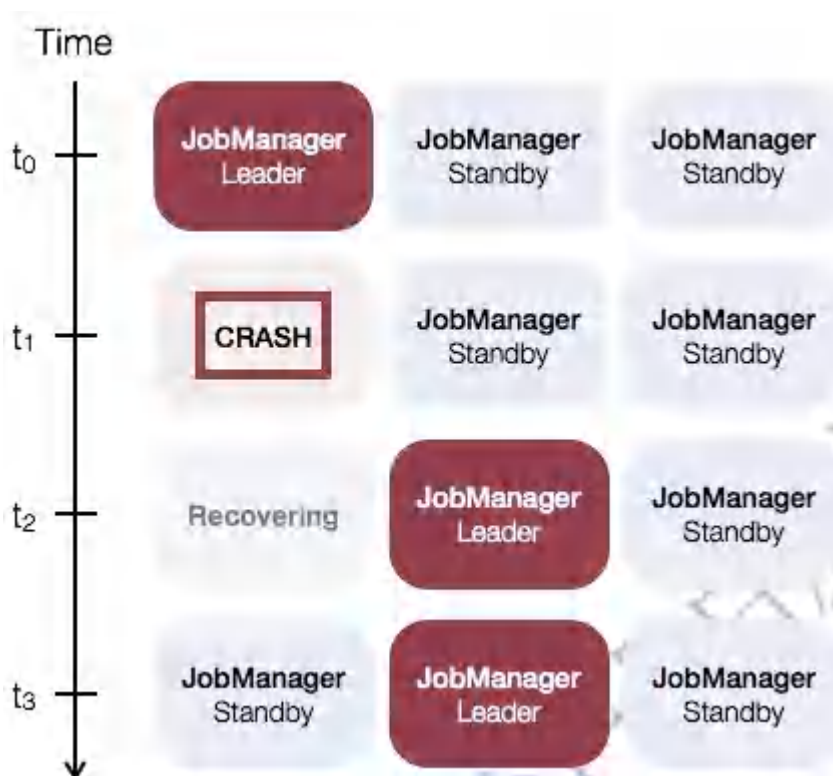 Time
t0
JobManager
Leader
JobManager
Standby
JobManager
Standby
t1
CRASH
JobManager
Standby
JobManager
Standby
t2
Recovering
JobManager
Leader
JobManager
Standby
t3
JobManager
Standby
JobManager
Leader
JobManager
Standby